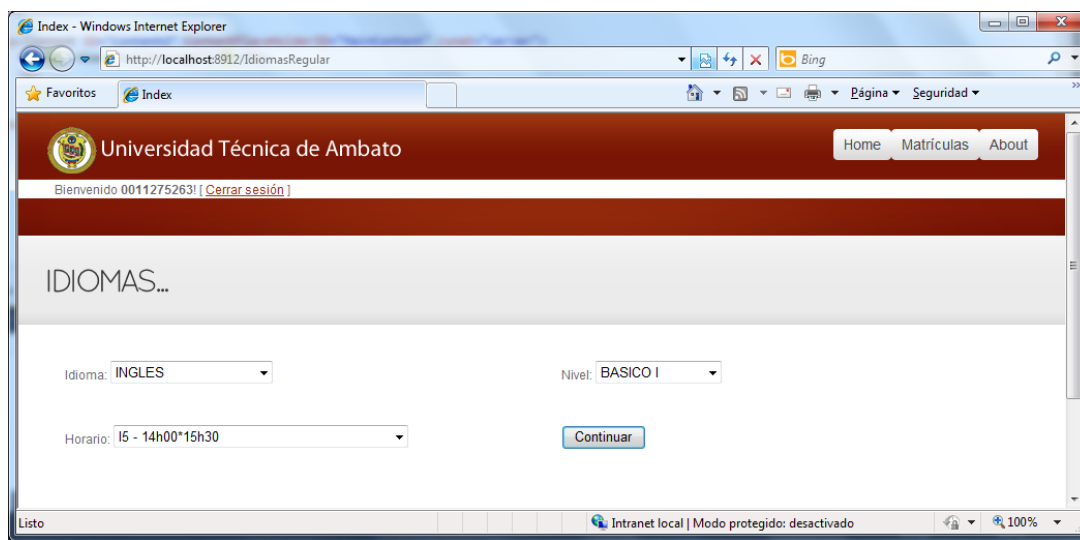 Index - Windows Internet Explorer
http://localhost:8912/IdiomasRegular
Bing
Favoritos
Index
Página
Seguridad
Universidad Técnica de Ambato
Home Matrículas About
Bienvenido 0011275263! [ Cerrar sesión ]
IDIOMAS...
Idioma: INGLES
Nivel: BASICO I
Horario: I5 - 14h00*15h30
Continuar
Listo
Intranet local | Modo protegido: desactivado
100%